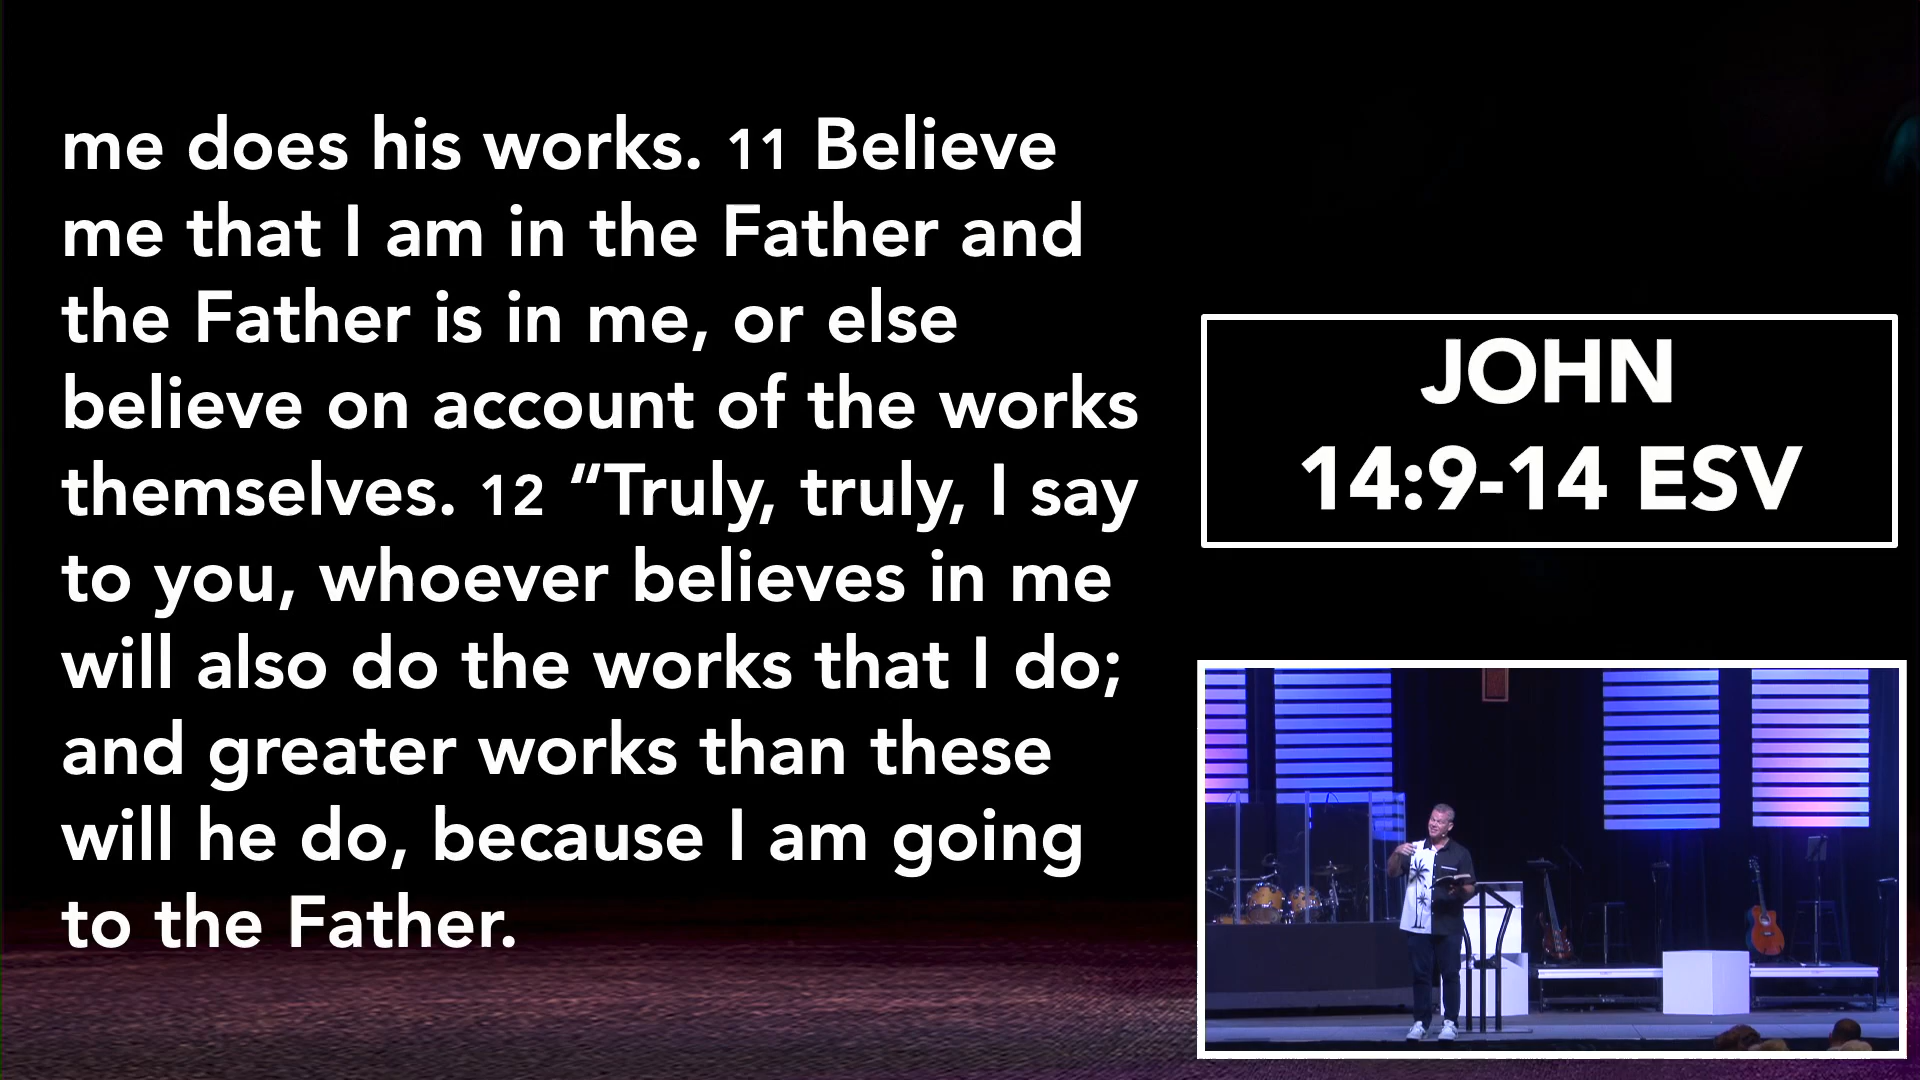 me does his works. 11 Believe
me that I am in the Father and
the Father is in me, or else
believe on account of the works
themselves. 12 “Truly, truly, I say
to you, whoever believes in me
will also do the works that I do;
and greater works than these
will he do, because I am going
to the Father.
JOHN
14:9-14 ESV